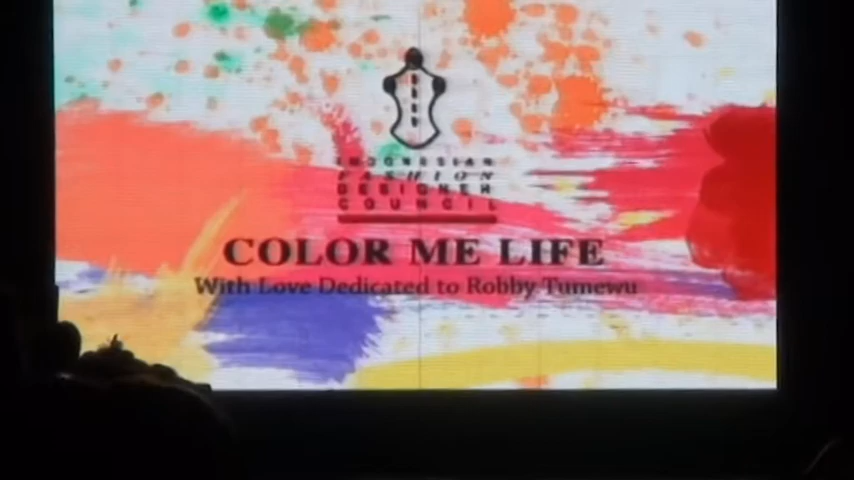 INDONESIAN
FASHION
DESIGNER
COUNCIL
COLOR ME LIFE
With Love Dedicated to Robby Tumewu